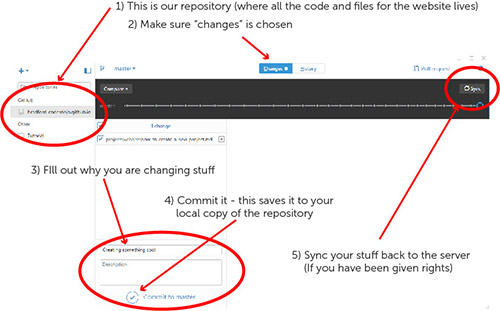 1) This is our repository (where all the code and files for the website lives)
2) Make sure "changes" is chosen
master
Changes
History
Pull request
Compare
Sync
GitHub
Other
Tutorial
1 change
3) FIll out why you are changing stuff
4) Commit it - this saves it to your
local copy of the repository
Creating something cool
Description
Commit to master
5) Sync your stuff back to the server
(If you have been given rights)